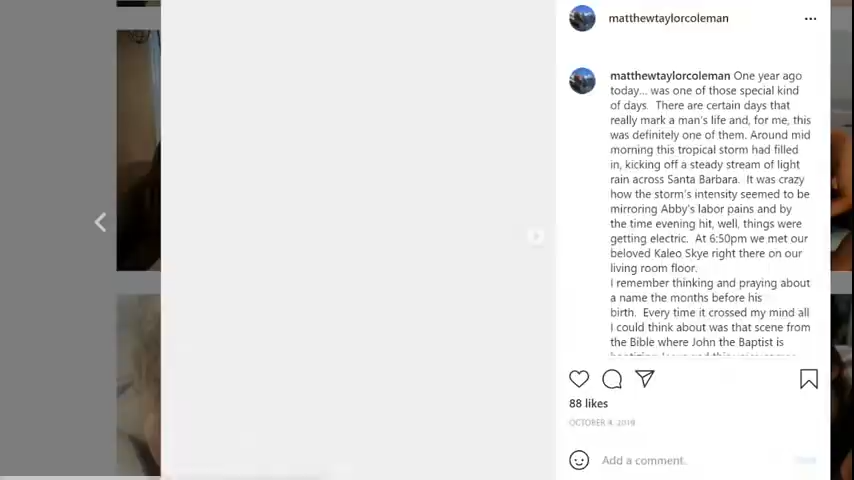 matthewtaylorcoleman
matthewtaylorcoleman One year ago
today... was one of those special kind
of days. There are certain days that
really mark a man's life and, for me, this
was definitely one of them. Around mid
morning this tropical storm had filled
in, kicking off a steady stream of light
rain across Santa Barbara. It was crazy
how the storm's intensity seemed to be
mirroring Abby's labor pains and by
the time evening hit, well, things were
getting electric. At 6:50pm we met our
beloved Kaleo Skye right there on our
living room floor.
I remember thinking and praying about
a name the months before his
birth. Every time it crossed my mind all
I could think about was that scene from
the Bible where John the Baptist is
88 likes
OCTOBER 4, 2019
Add a comment.